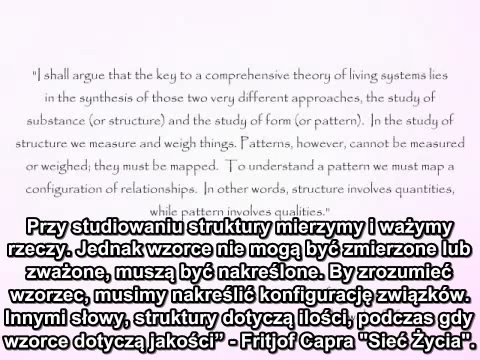 "I shall argue that the key to a comprehensive theory of living systems lies
in the synthesis of those two very different approaches, the study of
substance (or structure) and the study of form (or pattern). In the study of
structure we measure and weigh things. Patterns, however, cannot be measured
or weighed; they must be mapped. To understand a pattern we must map a
configuration of relationships. In other words, structure involves quantities,
while pattern involves qualities."
Przy studiowaniu struktury mierzymy i ważymy
rzeczy. Jednak wzorce nie mogą być zmierzone lub
zważone, muszą być nakreślone. By zrozumieć
wzorzec, musimy nakreślić konfigurację związków.
Innymi słowy, struktury dotyczą ilości, podczas gdy
wzorce dotyczą jakości” - Fritjof Capra "Sieć Życia".